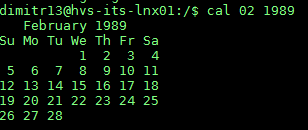 dimitr13@hvs-its-lnx01:/$ cal 02 1989
February 1989
Su Mo Tu We Th Fr Sa
1 2 3 4
5 6 7 8 9 10 11
12 13 14 15 16 17 18
19 20 21 22 23 24 25
26 27 28